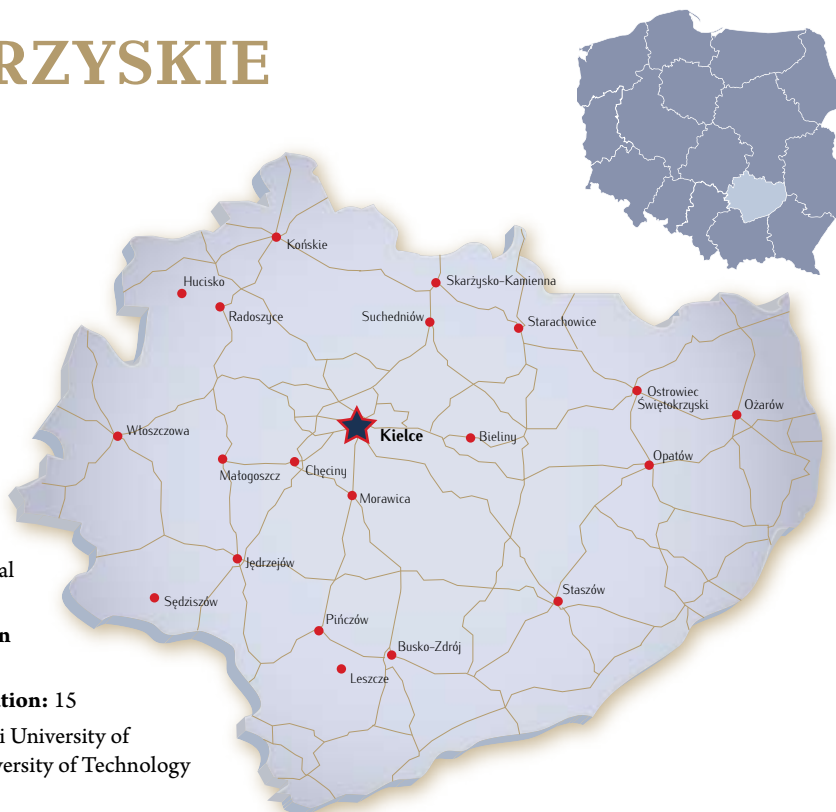 RZYSKIE
Końskie
Hucisko
Radoszyce
Skarżysko-Kamienna
Suchedniów
Starachowice
Ostrowiec
Świętokrzyski
Ożarów
Włoszczowa
Kielce
Bieliny
Opatów
Małogoszcz
Chęciny
Morawica
Jędrzejów
al
Sędziszów
Staszów
Pińczów
n
Busko-Zdrój
Leszcze
tion: 15
i University of
versity of Technology